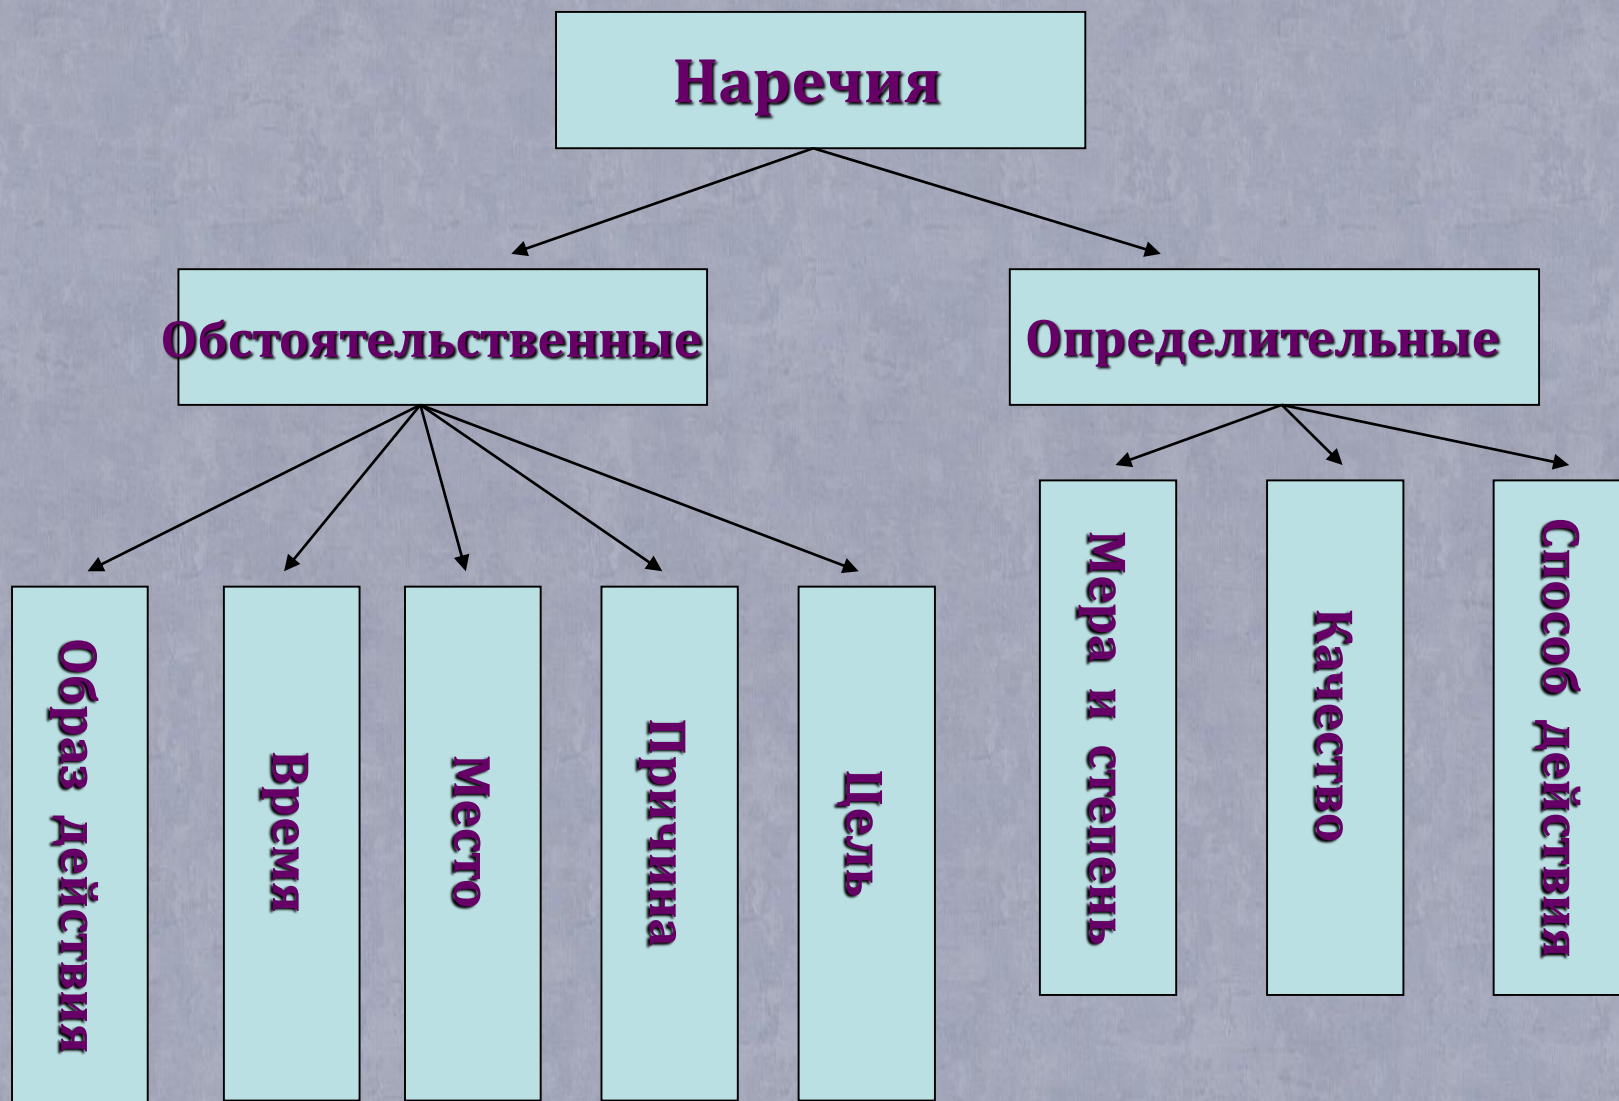 Наречия
Обстоятельственные
Определительные
Образ действия
Время
Место
Причина
Цель
Мера и степень
Качество
Способ действия